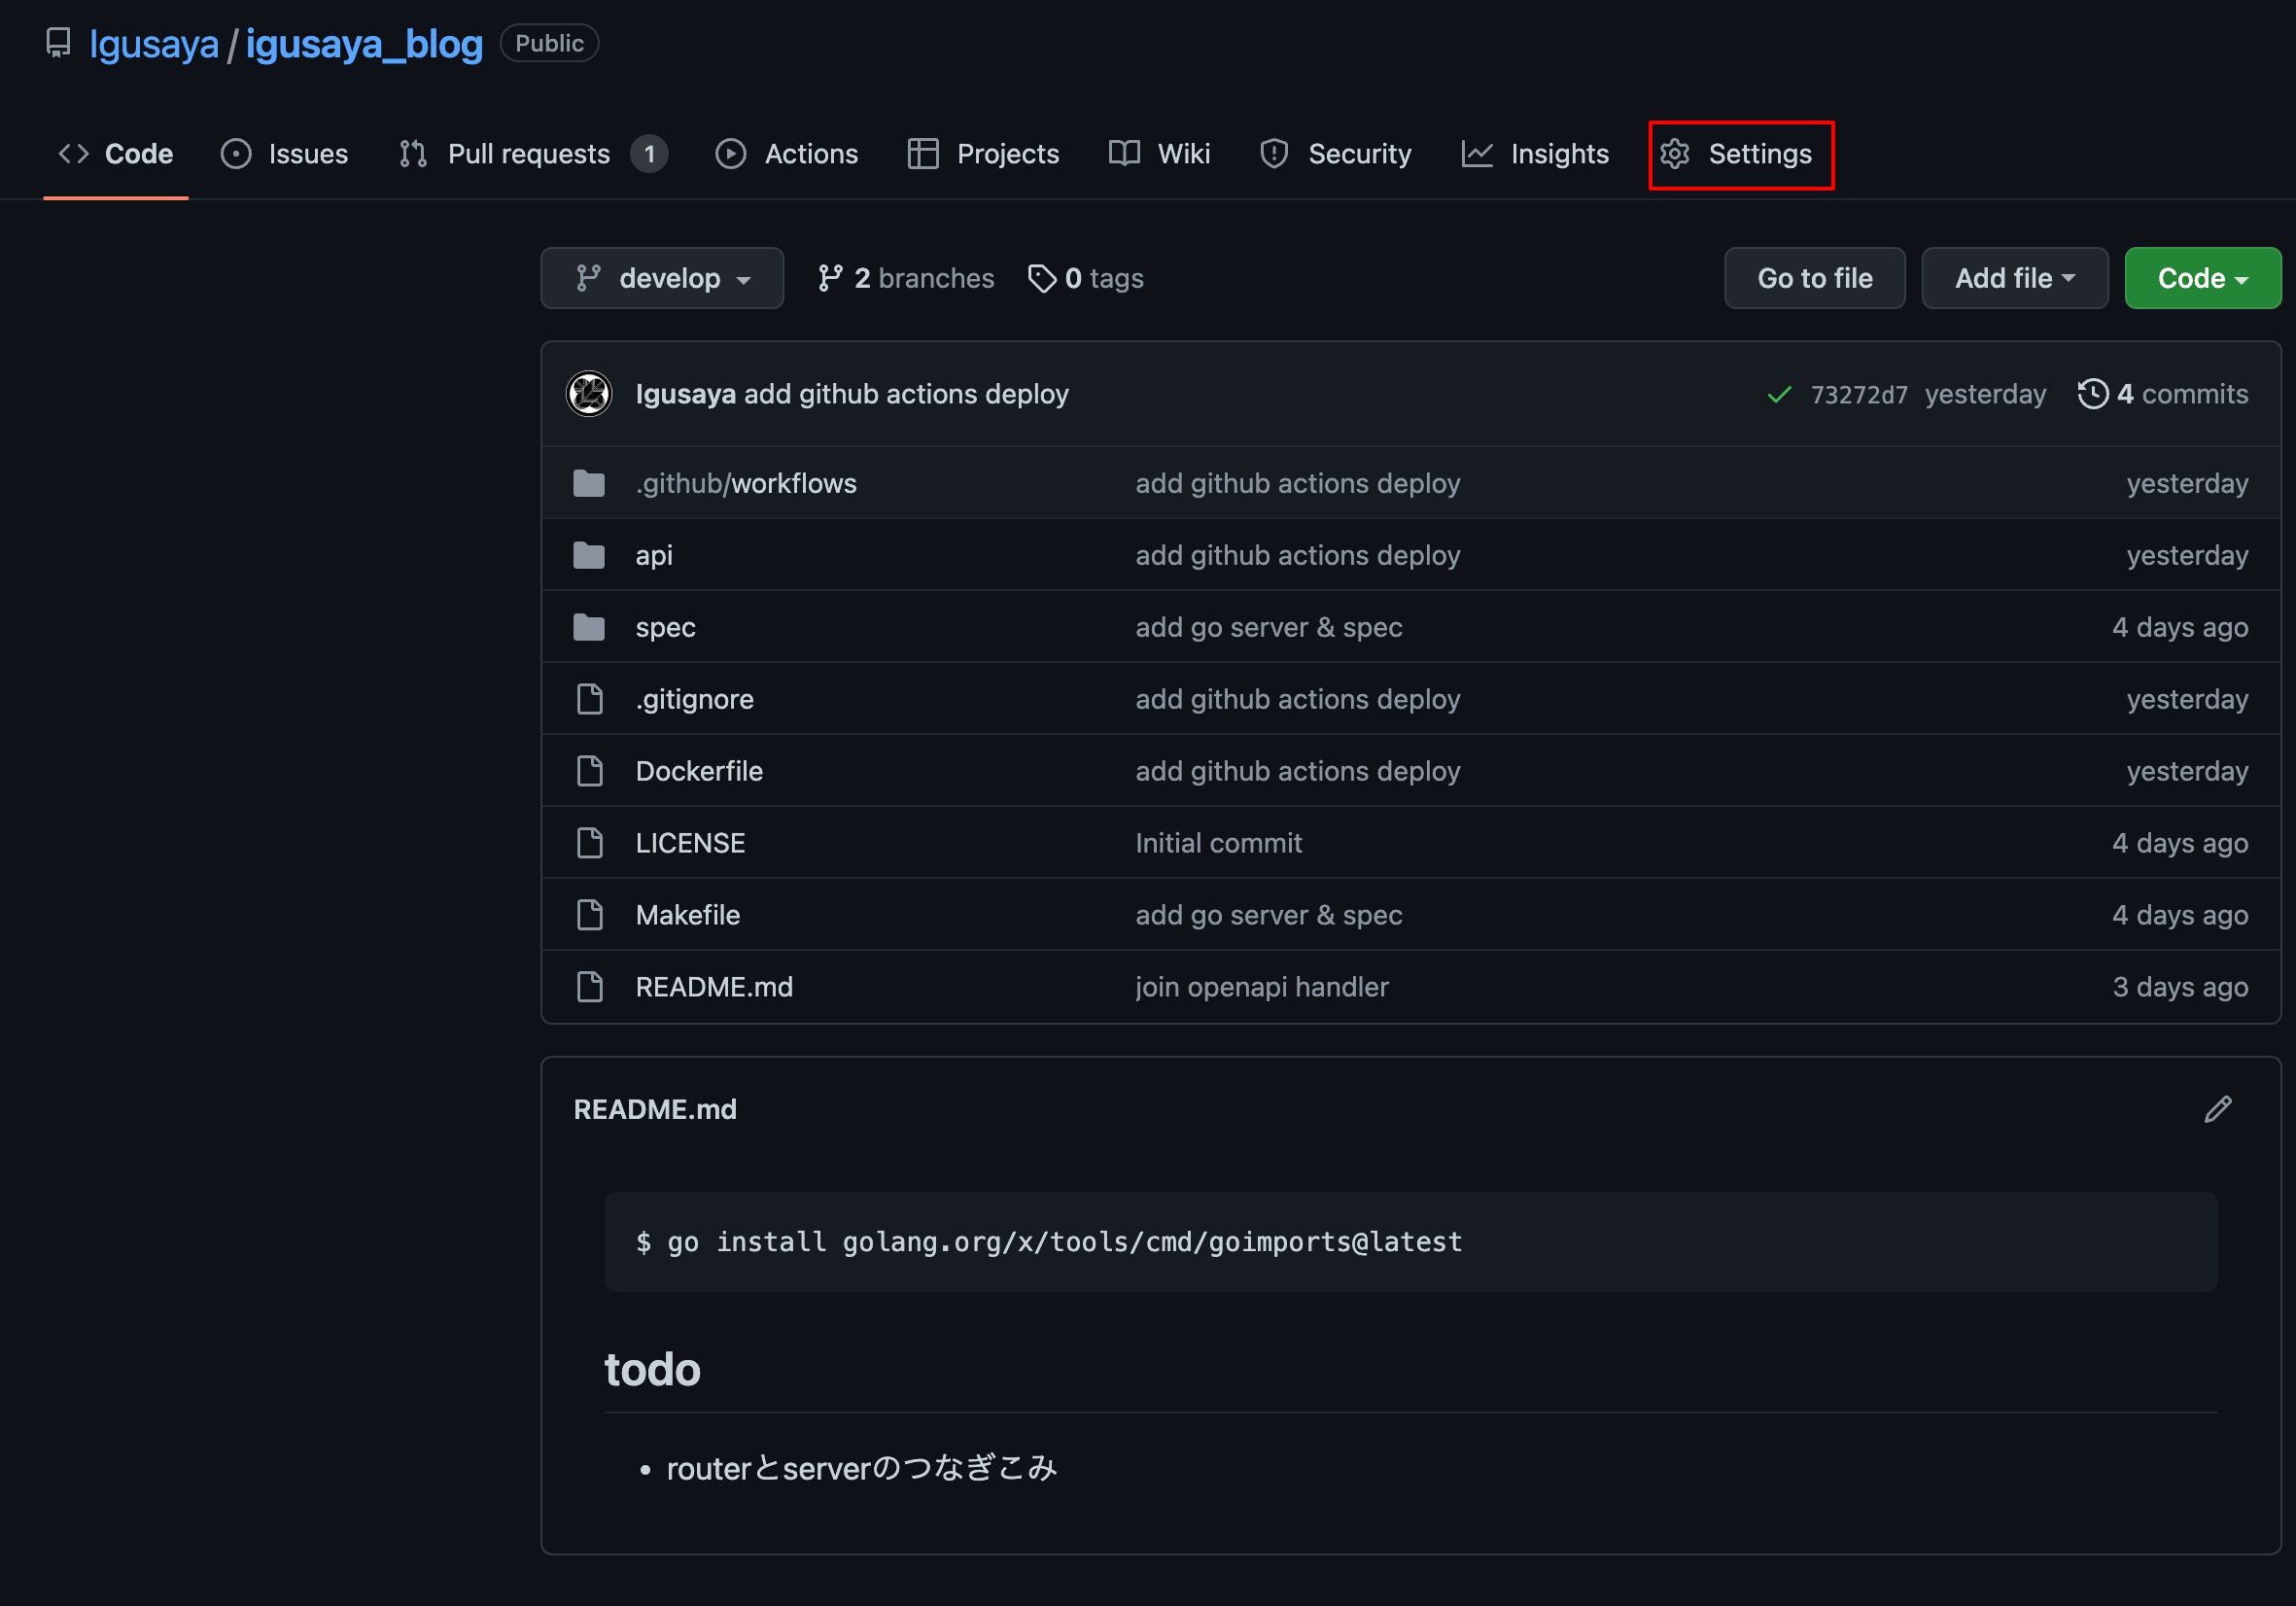 Igusaya / igusaya_blog Public
Code Issues Pull requests 1 Actions Projects Wiki Security Insights Settings
develop 2 branches 0 tags Go to file Add file Code
Igusaya add github actions deploy 73272d7 yesterday 4 commits
.github/workflows add github actions deploy yesterday
api add github actions deploy yesterday
spec add go server & spec 4 days ago
.gitignore add github actions deploy yesterday
Dockerfile add github actions deploy yesterday
LICENSE Initial commit 4 days ago
Makefile add go server & spec 4 days ago
README.md join openapi handler 3 days ago
README.md
$ go install golang.org/x/tools/cmd/goimports@latest
todo
• routerとserverのつなぎこみ